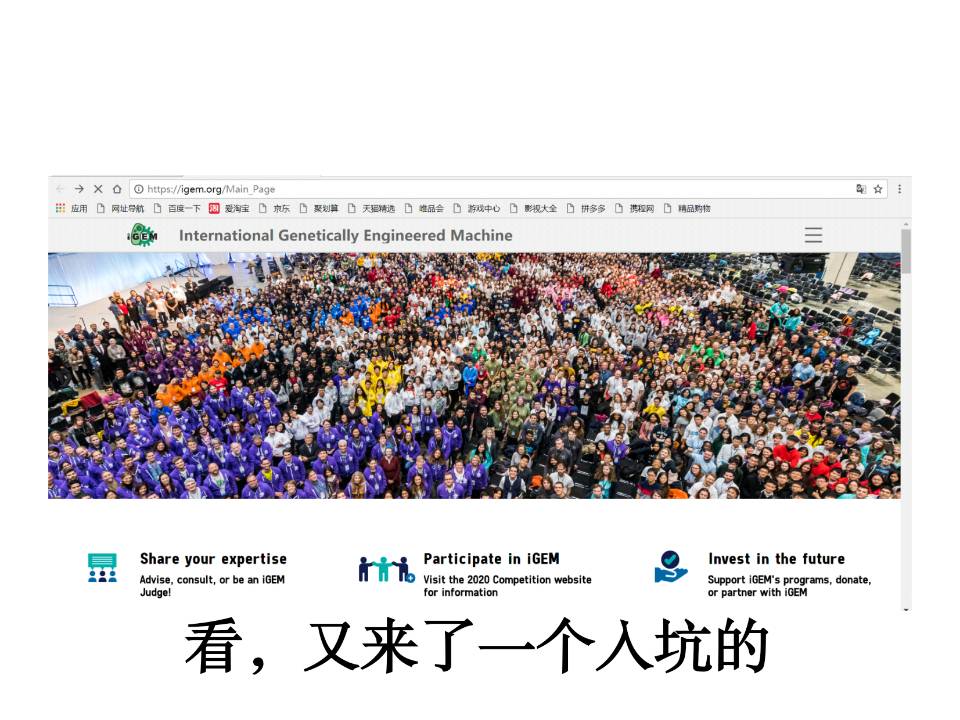 https://igem.org/Main_Page
应用 网址导航 百度一下 淘 爱淘宝 京东 聚划算 天猫精选 唯品会 游戏中心 影视大全 拼多多 携程网 精品购物
iGEM International Genetically Engineered Machine
Share your expertise
Advise, consult, or be an iGEM
Judge!
Participate in iGEM
Visit the 2020 Competition website
for information
Invest in the future
Support iGEM's programs, donate,
or partner with iGEM
看，又来了一个入坑的